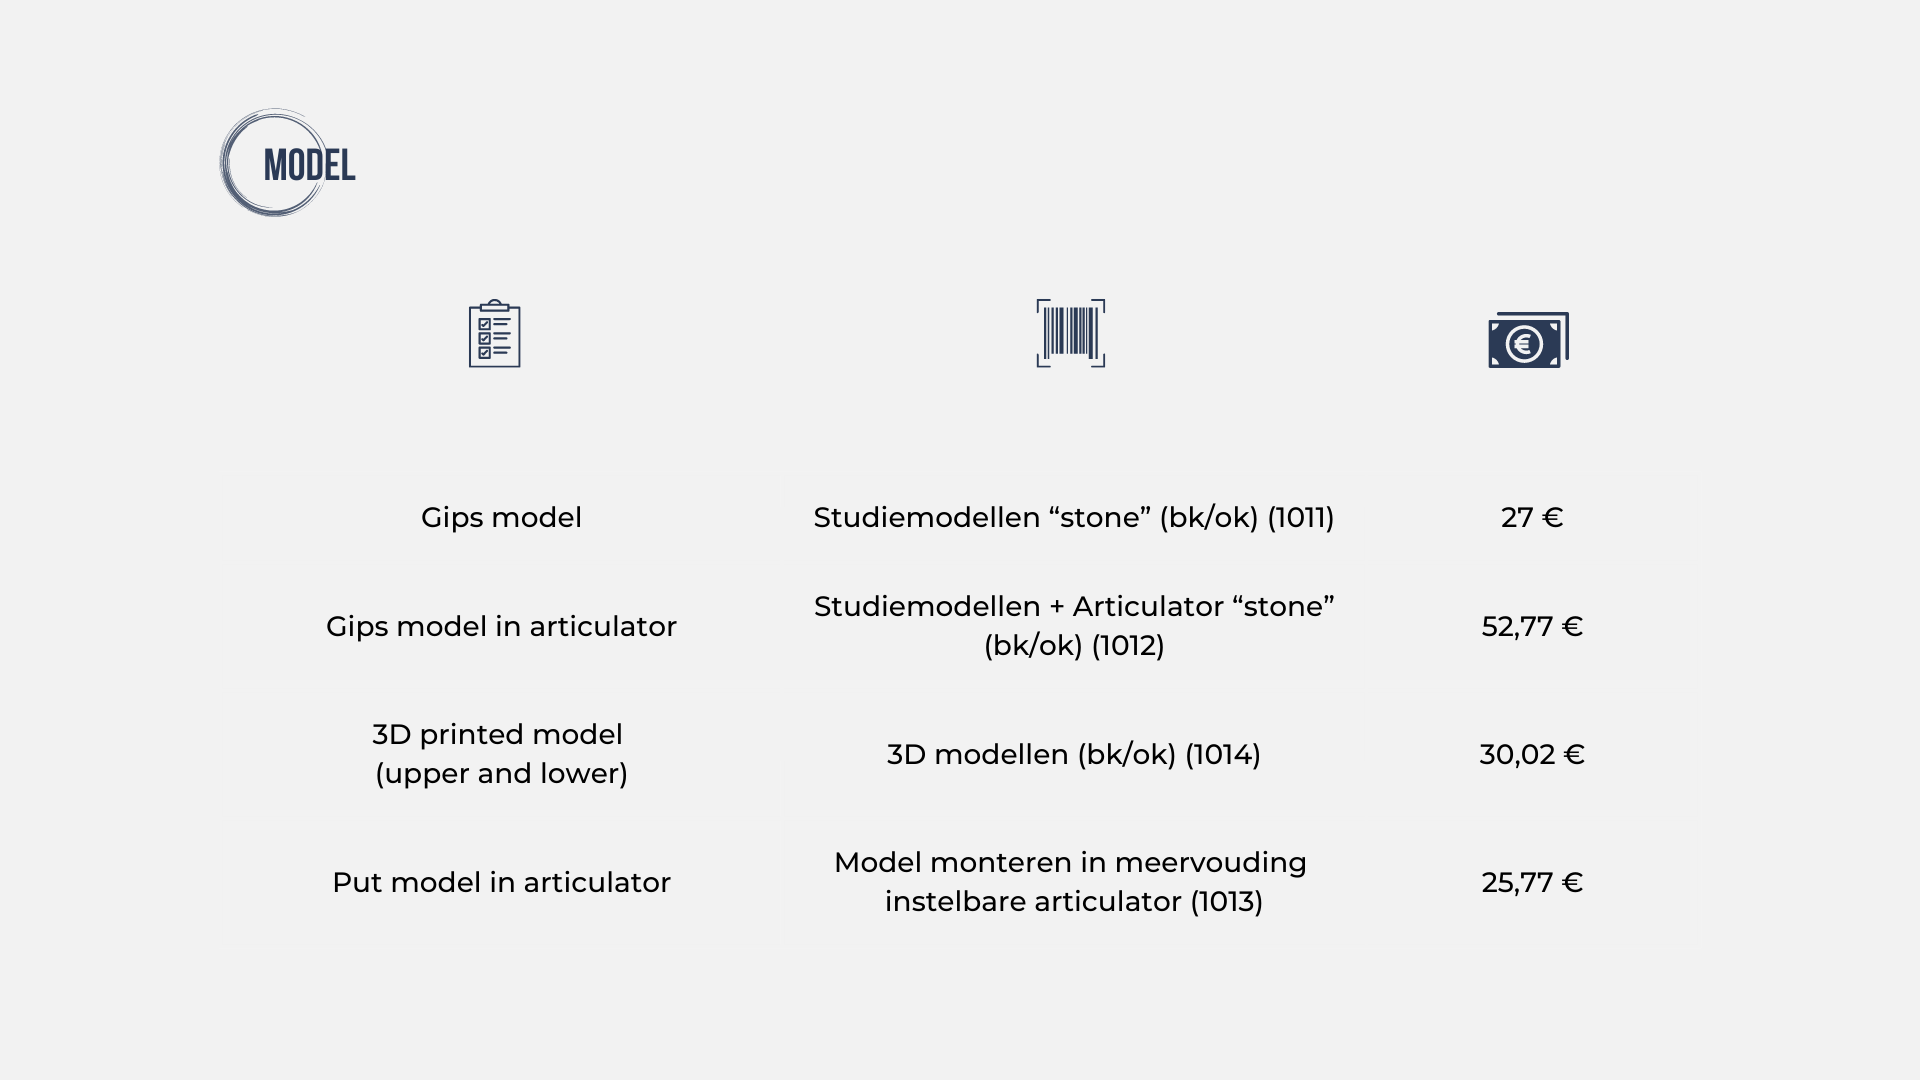 MODEL
Gips model
Studiemodellen “stone” (bk/ok) (1011)
27 €
Gips model in articulator
Studiemodellen + Articulator “stone”
(bk/ok) (1012)
52,77 €
3D printed model
(upper and lower)
3D modellen (bk/ok) (1014)
30,02 €
Put model in articulator
Model monteren in meervouding
instelbare articulator (1013)
25,77 €